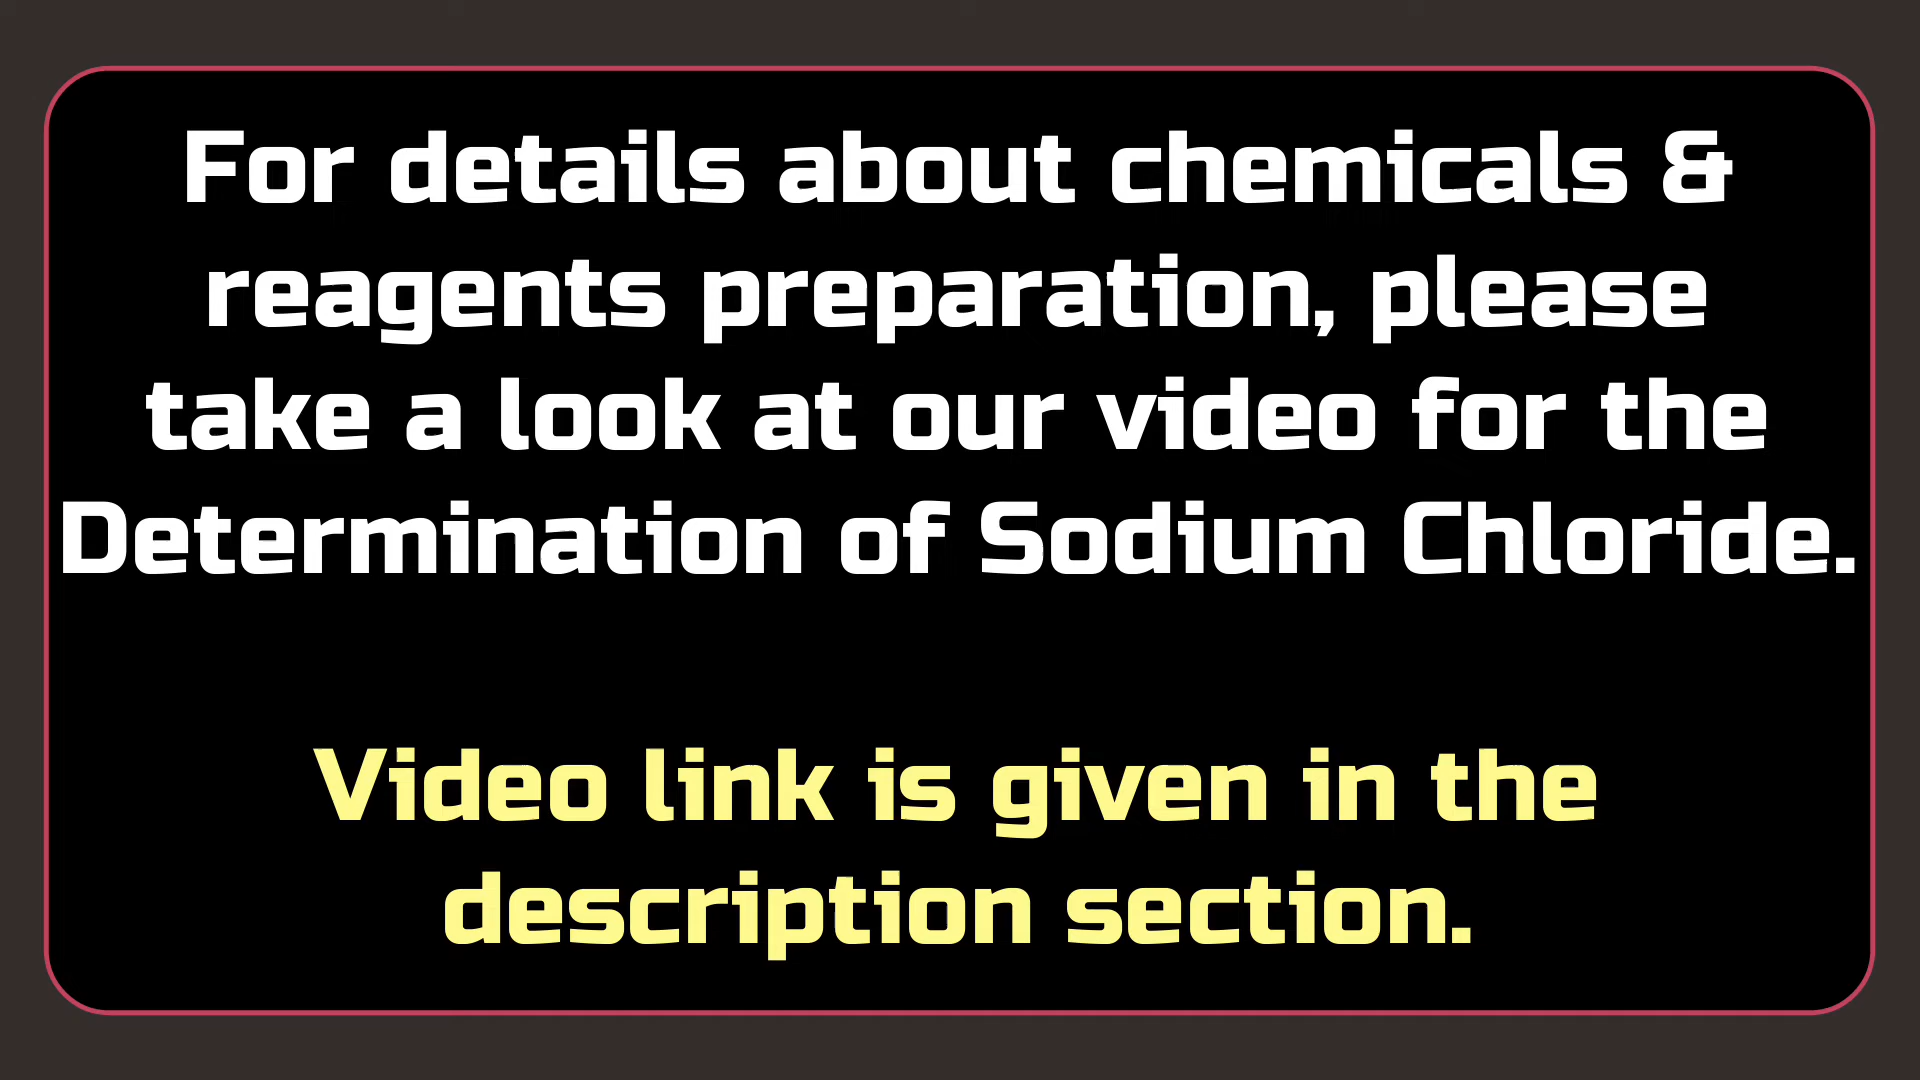 For details about chemicals &
reagents preparation, please
take a look at our video for the
Determination of Sodium Chloride.
Video link is given in the
description section.